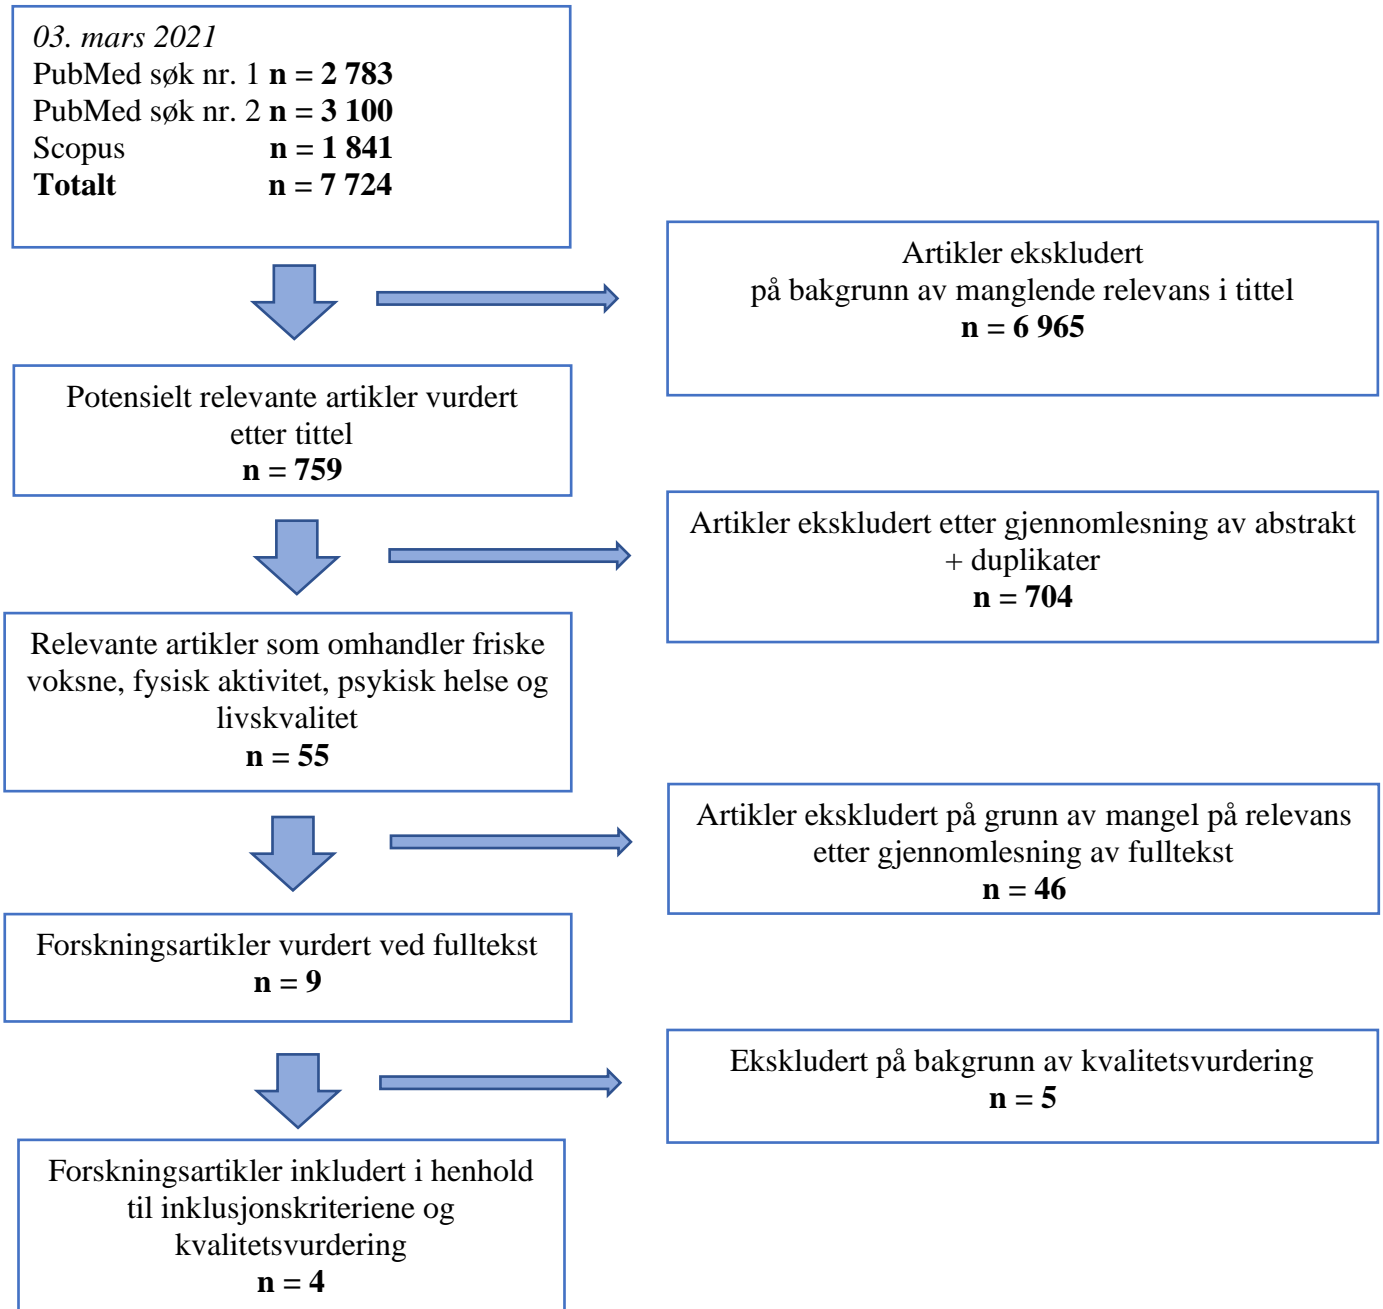 03. mars 2021
PubMed søk nr. 1 n = 2 783
PubMed søk nr. 2 n = 3 100
Scopus n = 1 841
Totalt n = 7 724
Artikler ekskludert
på bakgrunn av manglende relevans i tittel
n = 6 965
Potensielt relevante artikler vurdert
etter tittel
n = 759
Artikler ekskludert etter gjennomlesning av abstrakt
+ duplikater
n = 704
Relevante artikler som omhandler friske
voksne, fysisk aktivitet, psykisk helse og
livskvalitet
n = 55
Artikler ekskludert på grunn av mangel på relevans
etter gjennomlesning av fulltekst
n = 46
Forskningsartikler vurdert ved fulltekst
n = 9
Ekskludert på bakgrunn av kvalitetsvurdering
n = 5
Forskningsartikler inkludert i henhold
til inklusjonskriteriene og
kvalitetsvurdering
n = 4